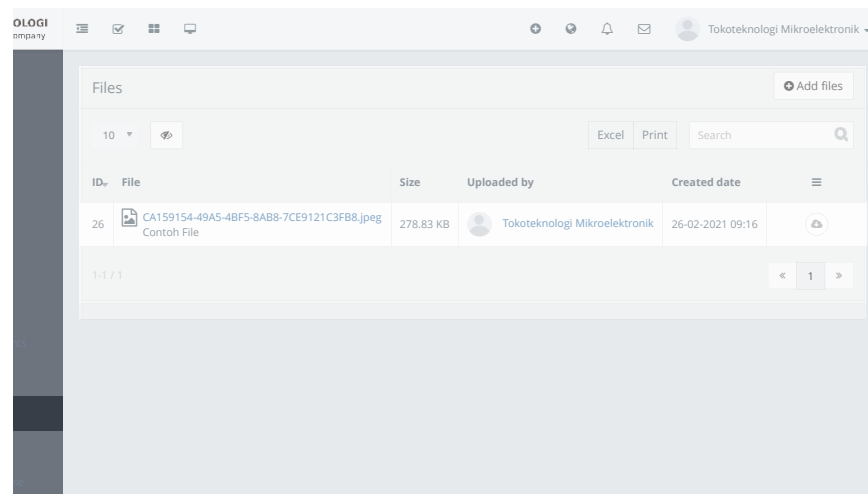 OLOGI
ompany
Tokoteknologi Mikroelektronik
Files
Add files
10
Excel Print Search
ID File Size Uploaded by Created date
26 CA159154-49A5-4BF5-8AB8-7CE9121C3FB8.jpeg 278.83 KB Tokoteknologi Mikroelektronik 26-02-2021 09:16
Contoh File
1-1 / 1
« 1 »
nts
se